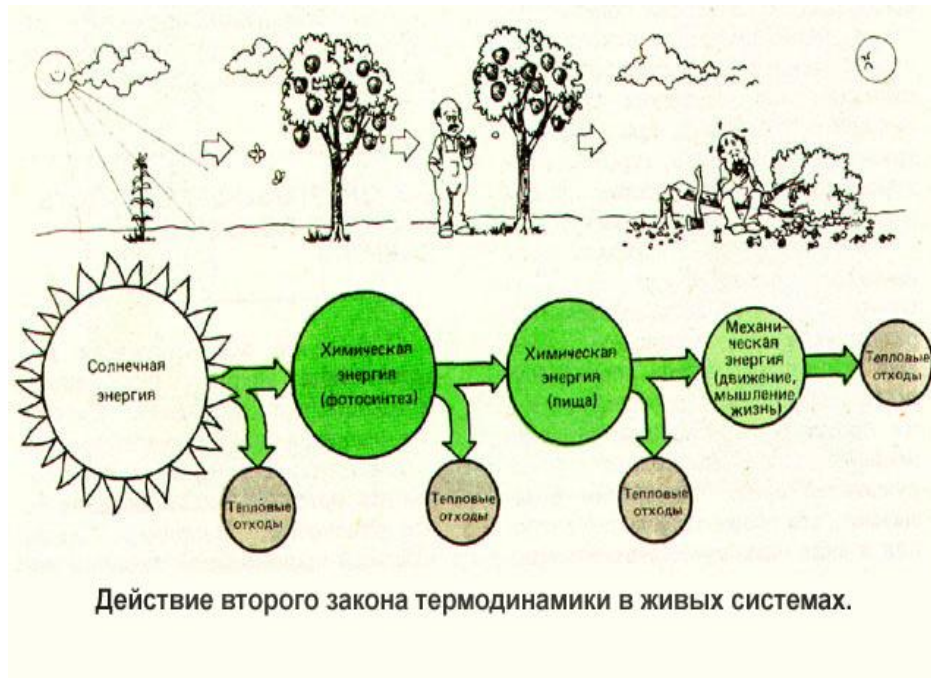 Солнечная
энергия
Химическая
энергия
(фотосинтез)
Химическая
энергия
(пища)
Механи-
ческая
энергия
(движение,
мышление,
жизнь)
Тепловые
отходы
Тепловые
отходы
Тепловые
отходы
Тепловые
отходы
Действие второго закона термодинамики в живых системах.